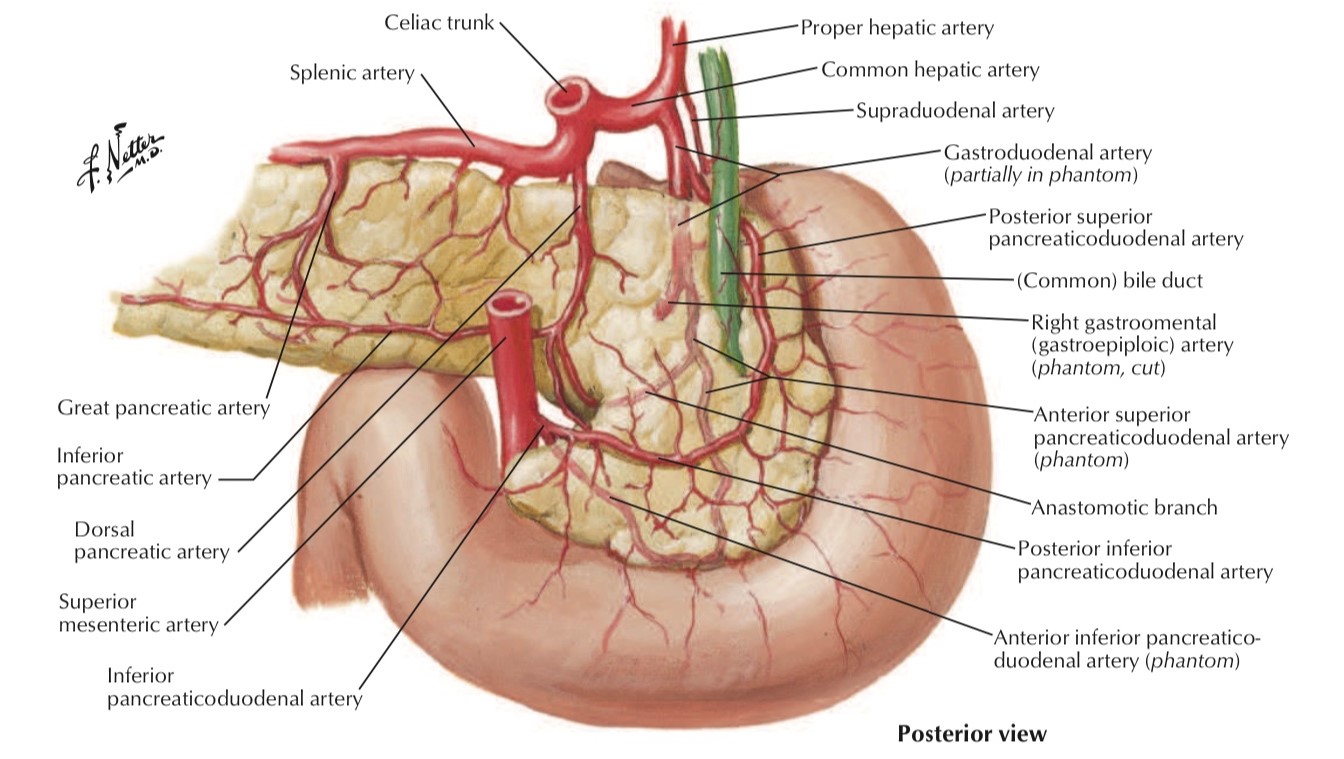 Celiac trunk
Splenic artery
F. Netter
M.D.
Proper hepatic artery
Common hepatic artery
Supraduodenal artery
Gastroduodenal artery
(partially in phantom)
Posterior superior
pancreaticoduodenal artery
(Common) bile duct
Right gastroomental
(gastroepiploic) artery
(phantom, cut)
Anterior superior
pancreaticoduodenal artery
(phantom)
Anastomotic branch
Posterior inferior
pancreaticoduodenal artery
Anterior inferior pancreatico-
duodenal artery (phantom)
Great pancreatic artery
Inferior
pancreatic artery
Dorsal
pancreatic artery
Superior
mesenteric artery
Inferior
pancreaticoduodenal artery
Posterior view